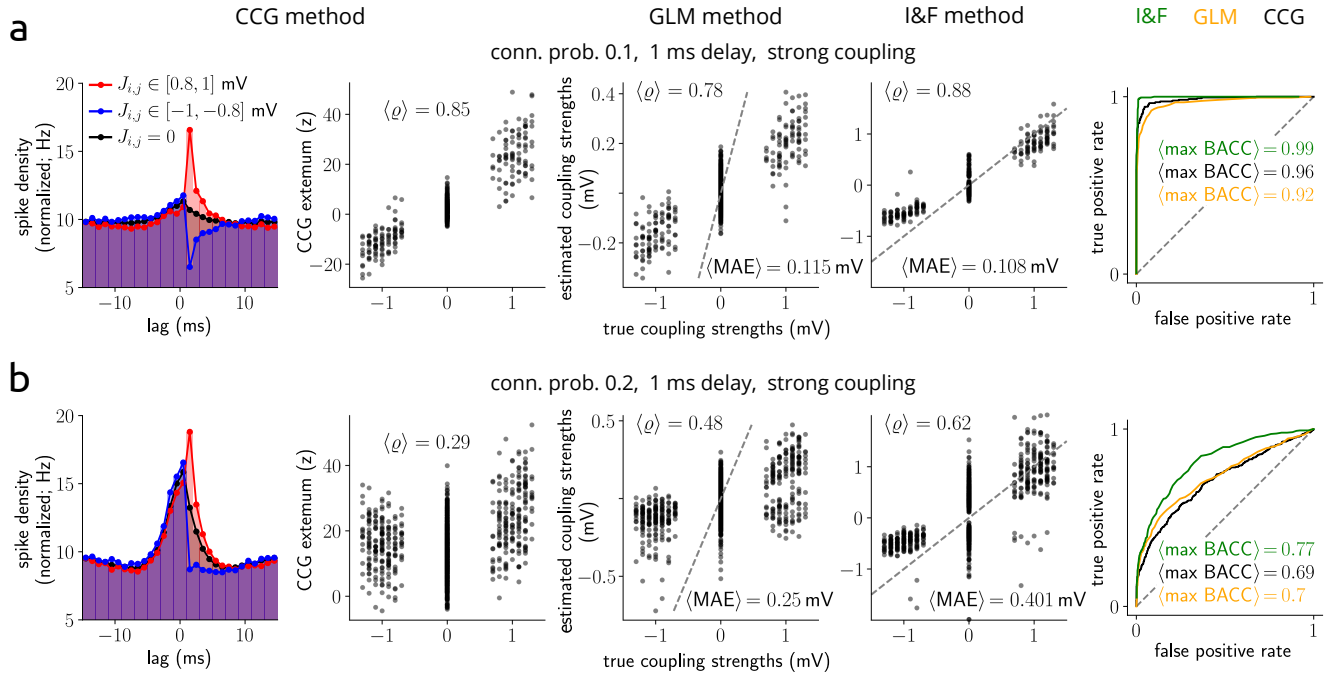 CCG method
GLM method
I&F method
I&F GLM CCG
a
conn. prob. 0.1, 1 ms delay, strong coupling
20
15
10
5
spike density
(normalized; Hz)
J_{i,j} ∈ [0.8, 1] mV
J_{i,j} ∈ [−1, −0.8] mV
J_{i,j} = 0
−10 0 10
lag (ms)
40
20
0
−20
CCG extemum (z)
⟨ϱ⟩ = 0.85
−1 0 1
0.4
0.2
−0.2
estimated coupling strengths
(mV)
⟨ϱ⟩ = 0.78
⟨MAE⟩ = 0.115 mV
−1 0 1
1
−1
⟨ϱ⟩ = 0.88
⟨MAE⟩ = 0.108 mV
−1 0 1
true coupling strengths (mV)
1
0
true positive rate
⟨max BACC⟩ = 0.99
⟨max BACC⟩ = 0.96
⟨max BACC⟩ = 0.92
0 1
false positive rate
b
conn. prob. 0.2, 1 ms delay, strong coupling
20
15
10
5
spike density
(normalized; Hz)
−10 0 10
lag (ms)
40
20
0
CCG extemum (z)
⟨ϱ⟩ = 0.29
−1 0 1
0.5
−0.5
estimated coupling strengths
(mV)
⟨ϱ⟩ = 0.48
⟨MAE⟩ = 0.25 mV
−1 0 1
1
−1
⟨ϱ⟩ = 0.62
⟨MAE⟩ = 0.401 mV
−1 0 1
true coupling strengths (mV)
1
0
true positive rate
⟨max BACC⟩ = 0.77
⟨max BACC⟩ = 0.69
⟨max BACC⟩ = 0.7
0 1
false positive rate